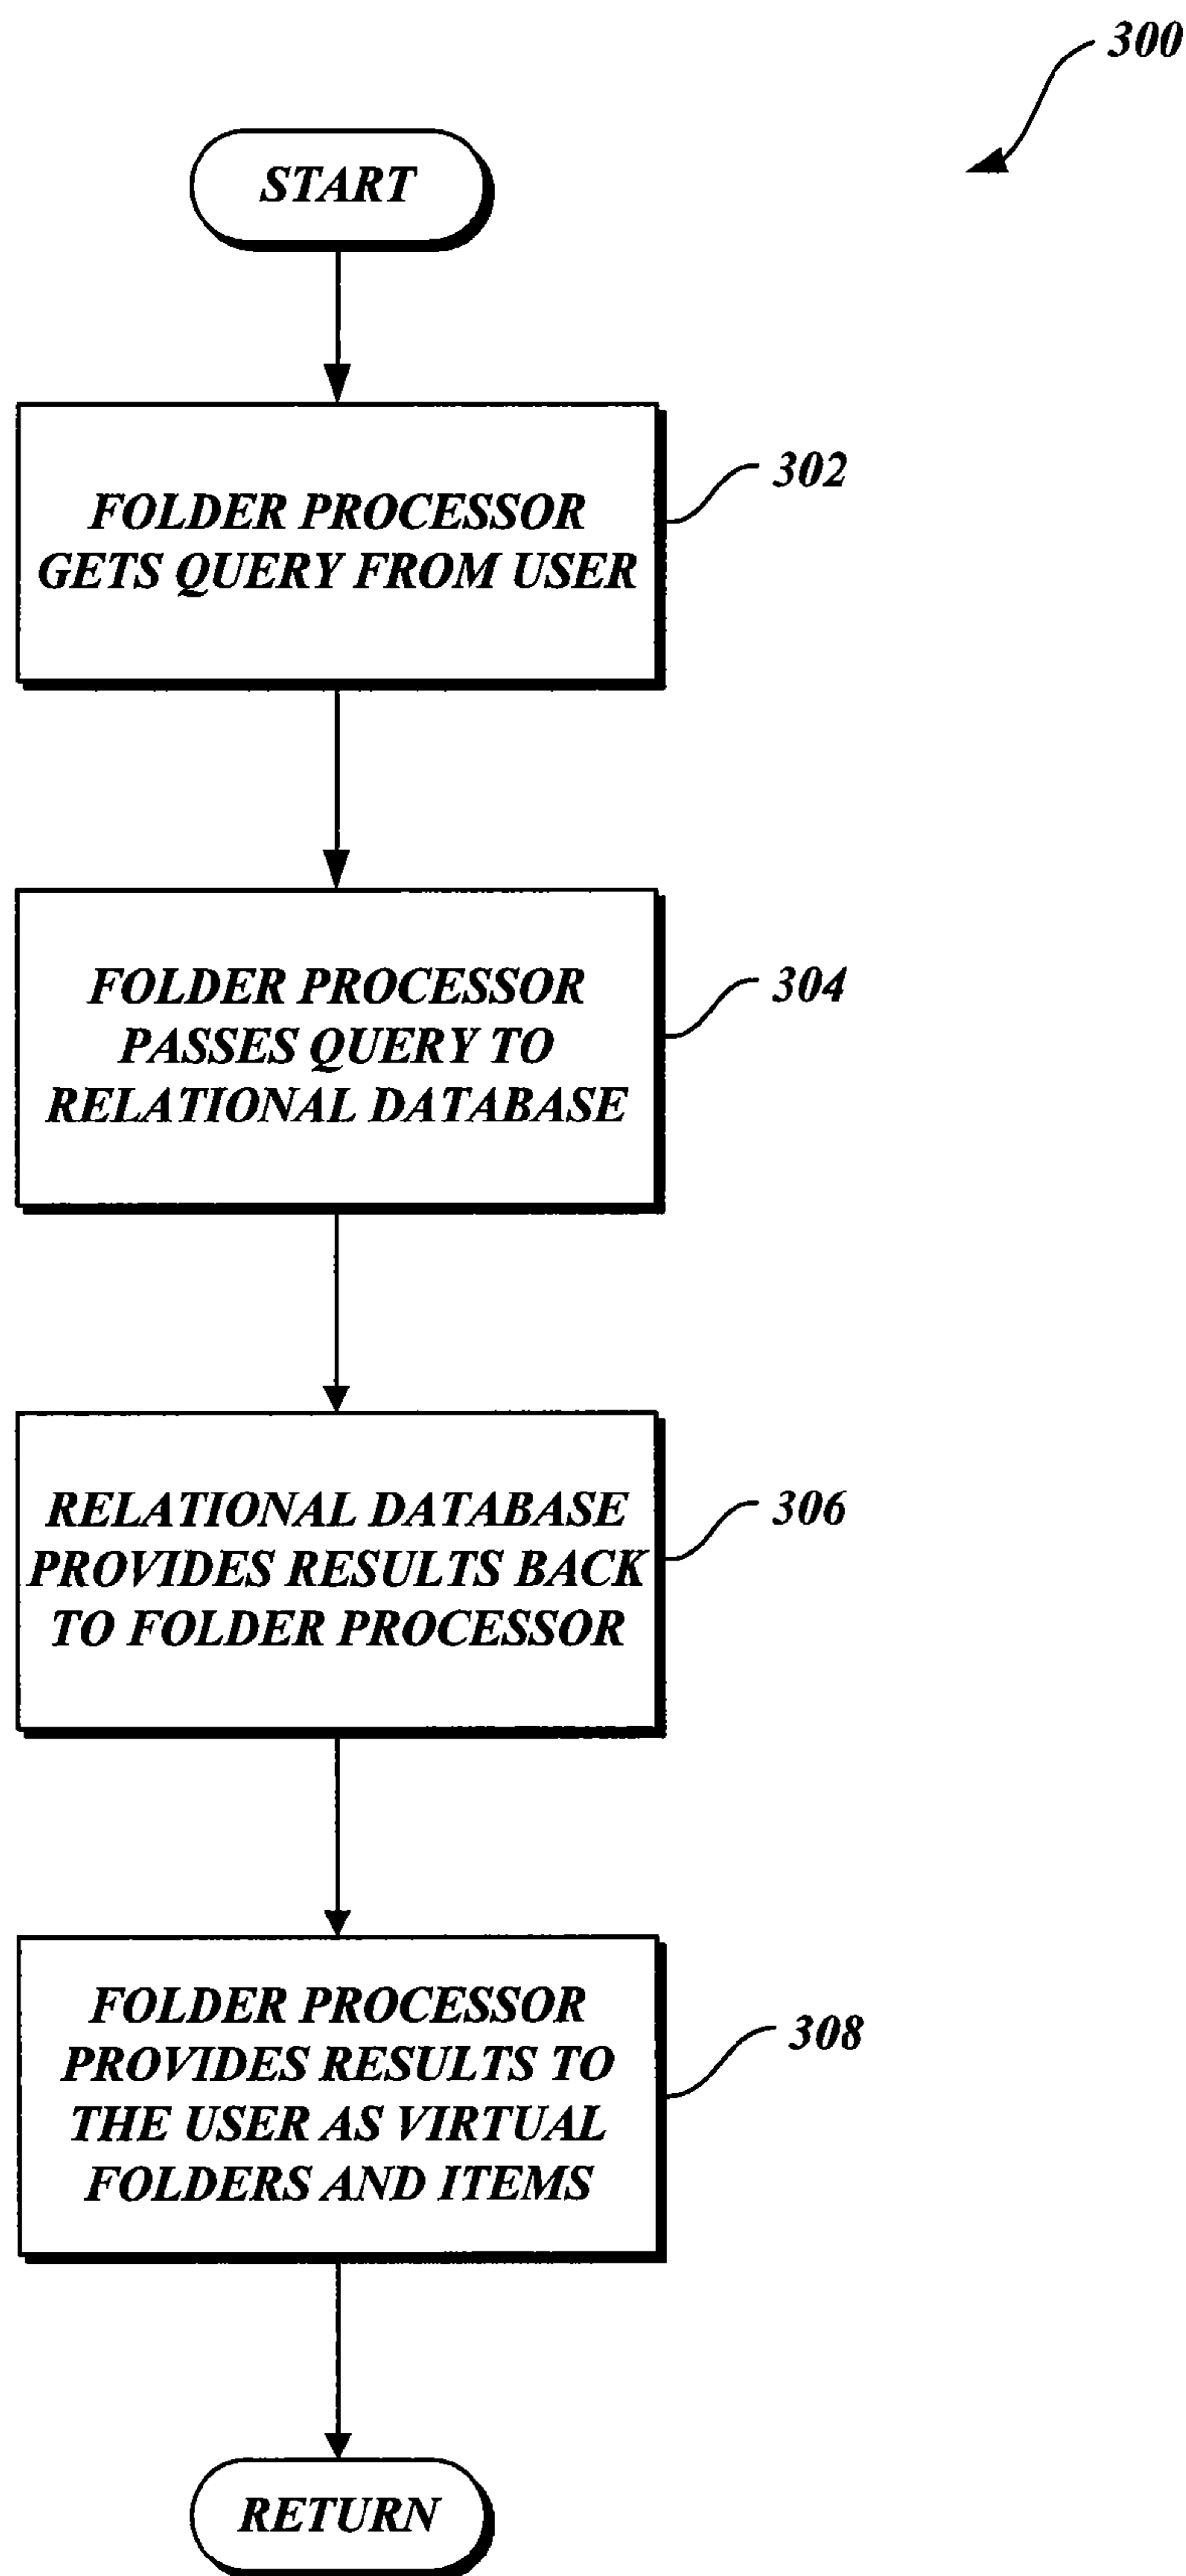 300
START
FOLDER PROCESSOR
GETS QUERY FROM USER
302
FOLDER PROCESSOR
PASSES QUERY TO
RELATIONAL DATABASE
304
RELATIONAL DATABASE
PROVIDES RESULTS BACK
TO FOLDER PROCESSOR
306
FOLDER PROCESSOR
PROVIDES RESULTS TO
THE USER AS VIRTUAL
FOLDERS AND ITEMS
308
RETURN